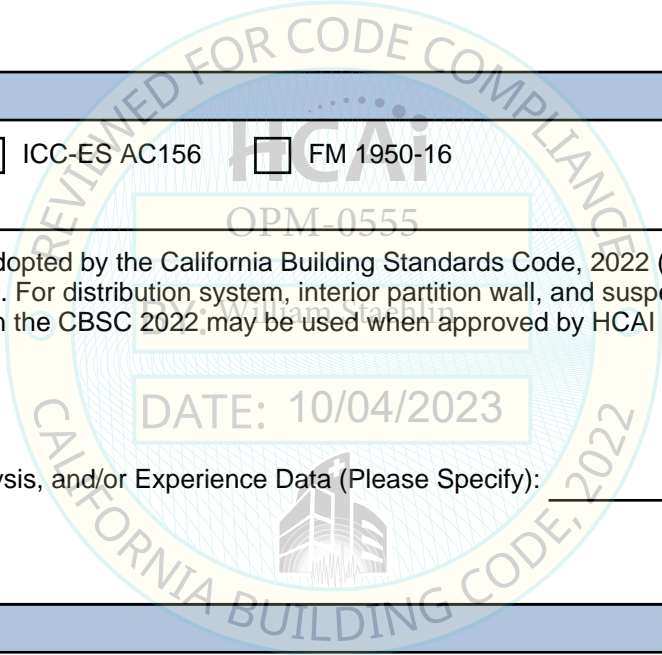 REVIEWED FOR CODE COMPLIANCE
HCAi
ICC-ES AC156 FM 1950-16
OPM-0555
dopted by the California Building Standards Code, 2022 (
. For distribution system, interior partition wall, and suspe
n the CBSC 2022 may be used when approved by HCAI
BY: William Staehlin
DATE: 10/04/2023
ysis, and/or Experience Data (Please Specify):
CALIFORNIA BUILDING CODE, 2022